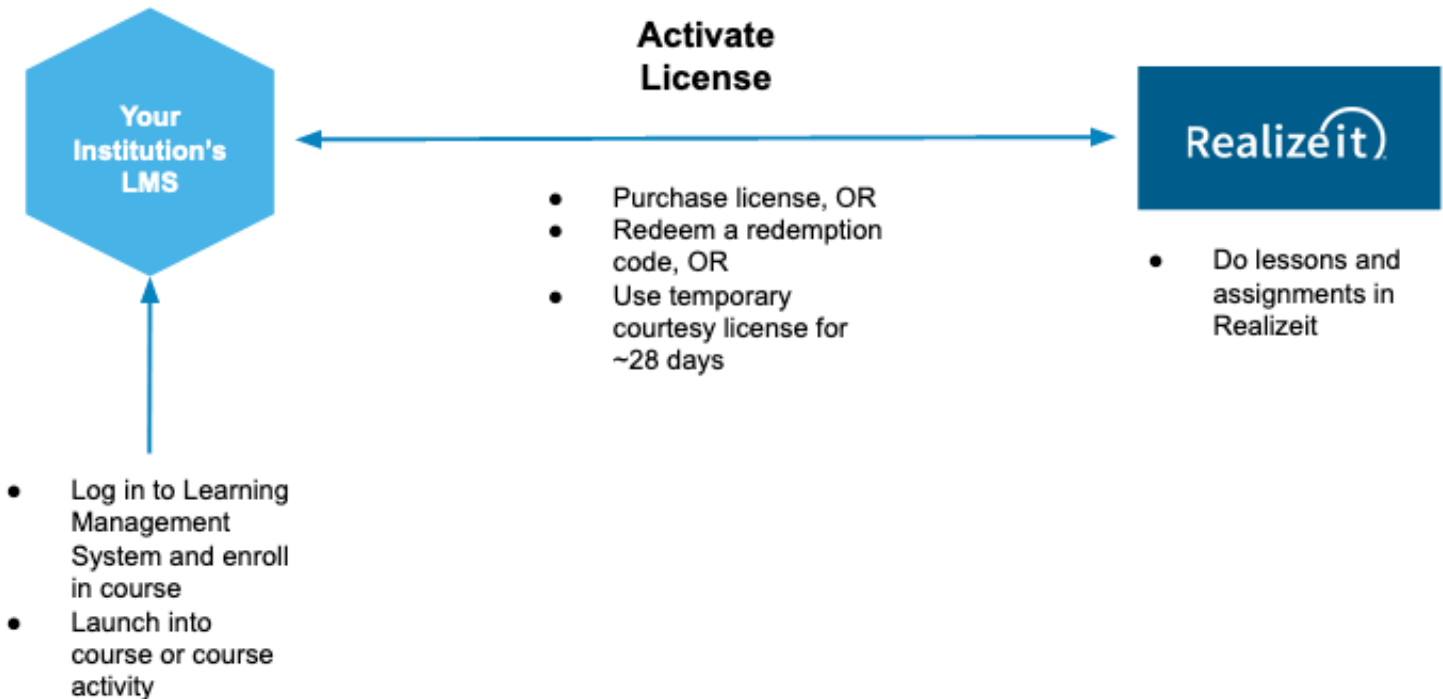 Activate
License
Your
Institution's
LMS
Realizeit
● Purchase license, OR
● Redeem a redemption
code, OR
● Use temporary
courtesy license for
~28 days
● Do lessons and
assignments in
Realizeit
● Log in to Learning
Management
System and enroll
in course
● Launch into
course or course
activity